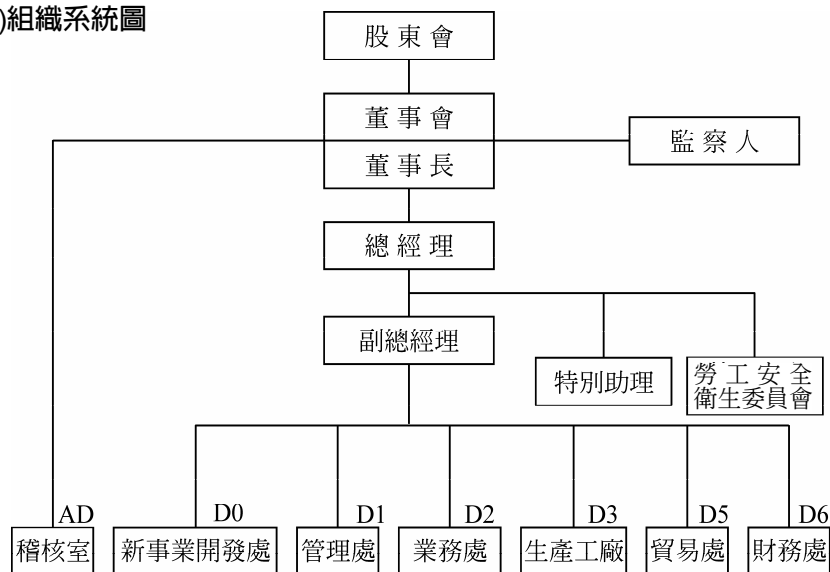 )組織系統圖
股東會
董事會
董事長
監察人
總經理
副總經理
特別助理
勞工安全
衛生委員會
AD
D0
D1
D2
D3
D5
D6
稽核室
新事業開發處
管理處
業務處
生產工廠
貿易處
財務處